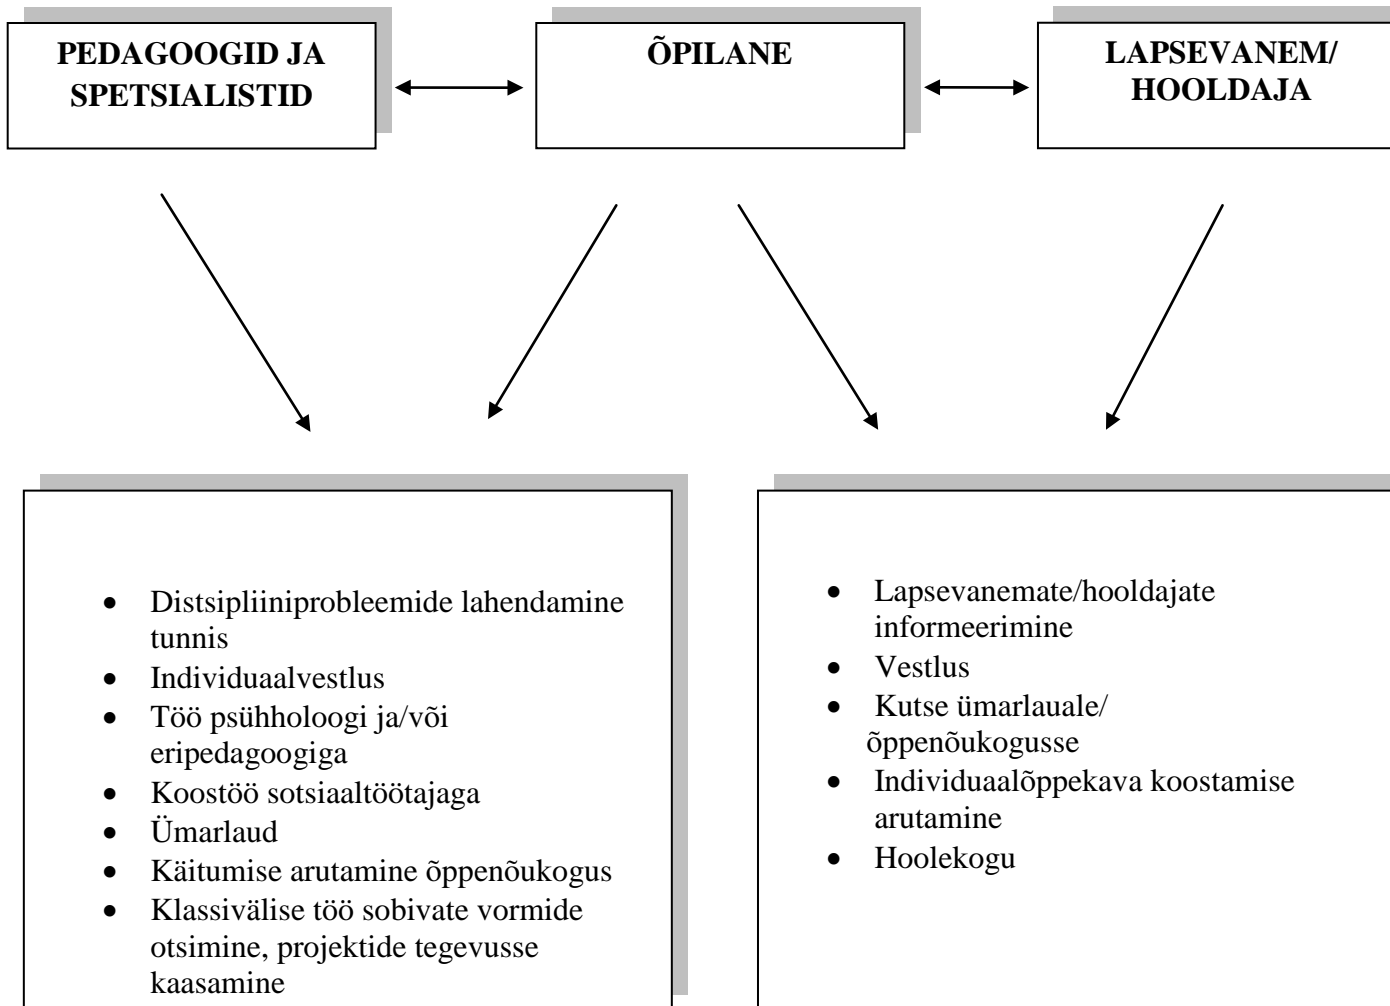 PEDAGOOGID JA
SPETSIALISTID
ÕPILANE
LAPSEVANEM/
HOOLDAJA
• Distsipliiniprobleemide lahendamine
tunnis
• Individuaalvestlus
• Töö psühholoogi ja/või
eripedagoogiga
• Koostöö sotsiaaltöötajaga
• Ümarlaud
• Käitumise arutamine õppenõukogus
• Klassivälise töö sobivate vormide
otsimine, projektide tegevusse
kaasamine
• Lapsevanemate/hooldajate
informeerimine
• Vestlus
• Kutse ümarlauale/
õppenõukogusse
• Individuaalõppekava koostamise
arutamine
• Hoolekogu